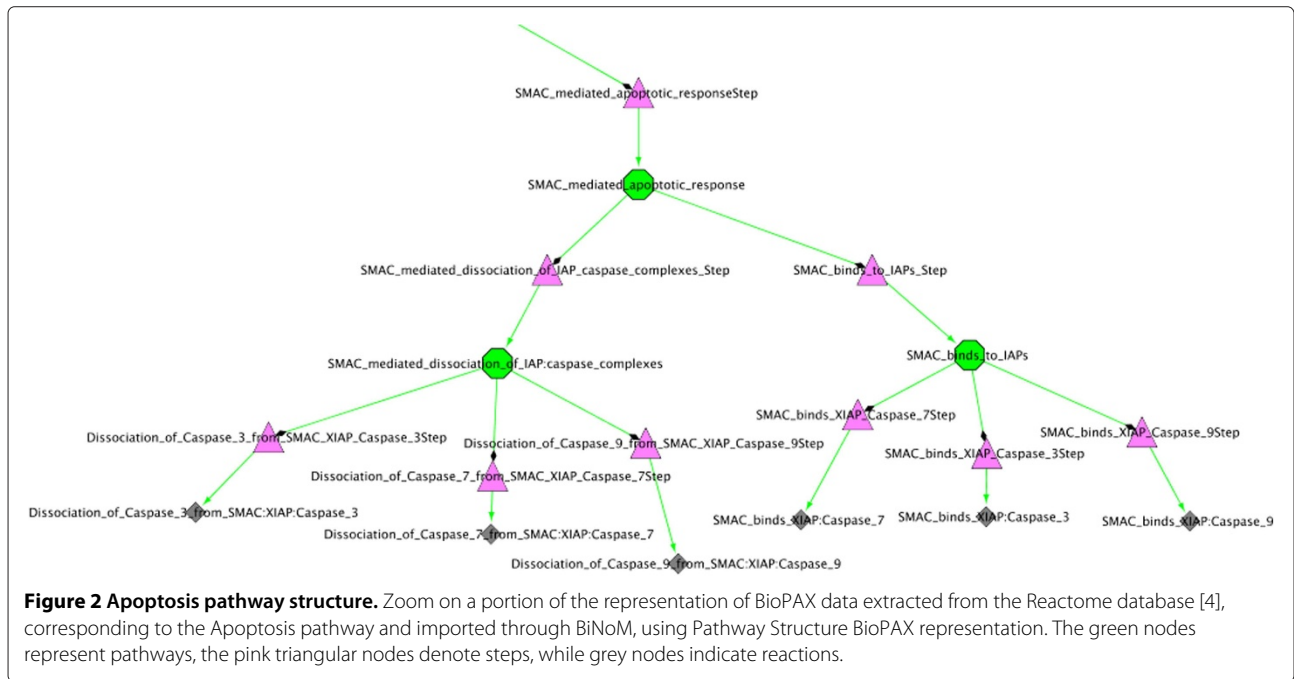 SMAC_mediated_apoptotic_responseStep
SMAC_mediated_apoptotic_response
SMAC_mediated_dissociation_of_IAP_caspase_complexes_Step
SMAC_binds_to_IAPs_Step
SMAC_mediated_dissociation_of_IAP:caspase_complexes
SMAC_binds_to_IAPs
Dissociation_of_Caspase_3_from_SMAC_XIAP_Caspase_3Step
Dissociation_of_Caspase_9_from_SMAC_XIAP_Caspase_9Step
Dissociation_of_Caspase_7_from_SMAC_XIAP_Caspase_7Step
SMAC_binds_XIAP_Caspase_7Step
SMAC_binds_XIAP_Caspase_9Step
SMAC_binds_XIAP_Caspase_3Step
Dissociation_of_Caspase_3_from_SMAC:XIAP:Caspase_3
Dissociation_of_Caspase_7_from_SMAC:XIAP:Caspase_7
Dissociation_of_Caspase_9_from_SMAC:XIAP:Caspase_9
SMAC_binds_XIAP:Caspase_7
SMAC_binds_XIAP:Caspase_3
SMAC_binds_XIAP:Caspase_9
Figure 2 Apoptosis pathway structure. Zoom on a portion of the representation of BioPAX data extracted from the Reactome database [4],
corresponding to the Apoptosis pathway and imported through BiNoM, using Pathway Structure BioPAX representation. The green nodes
represent pathways, the pink triangular nodes denote steps, while grey nodes indicate reactions.